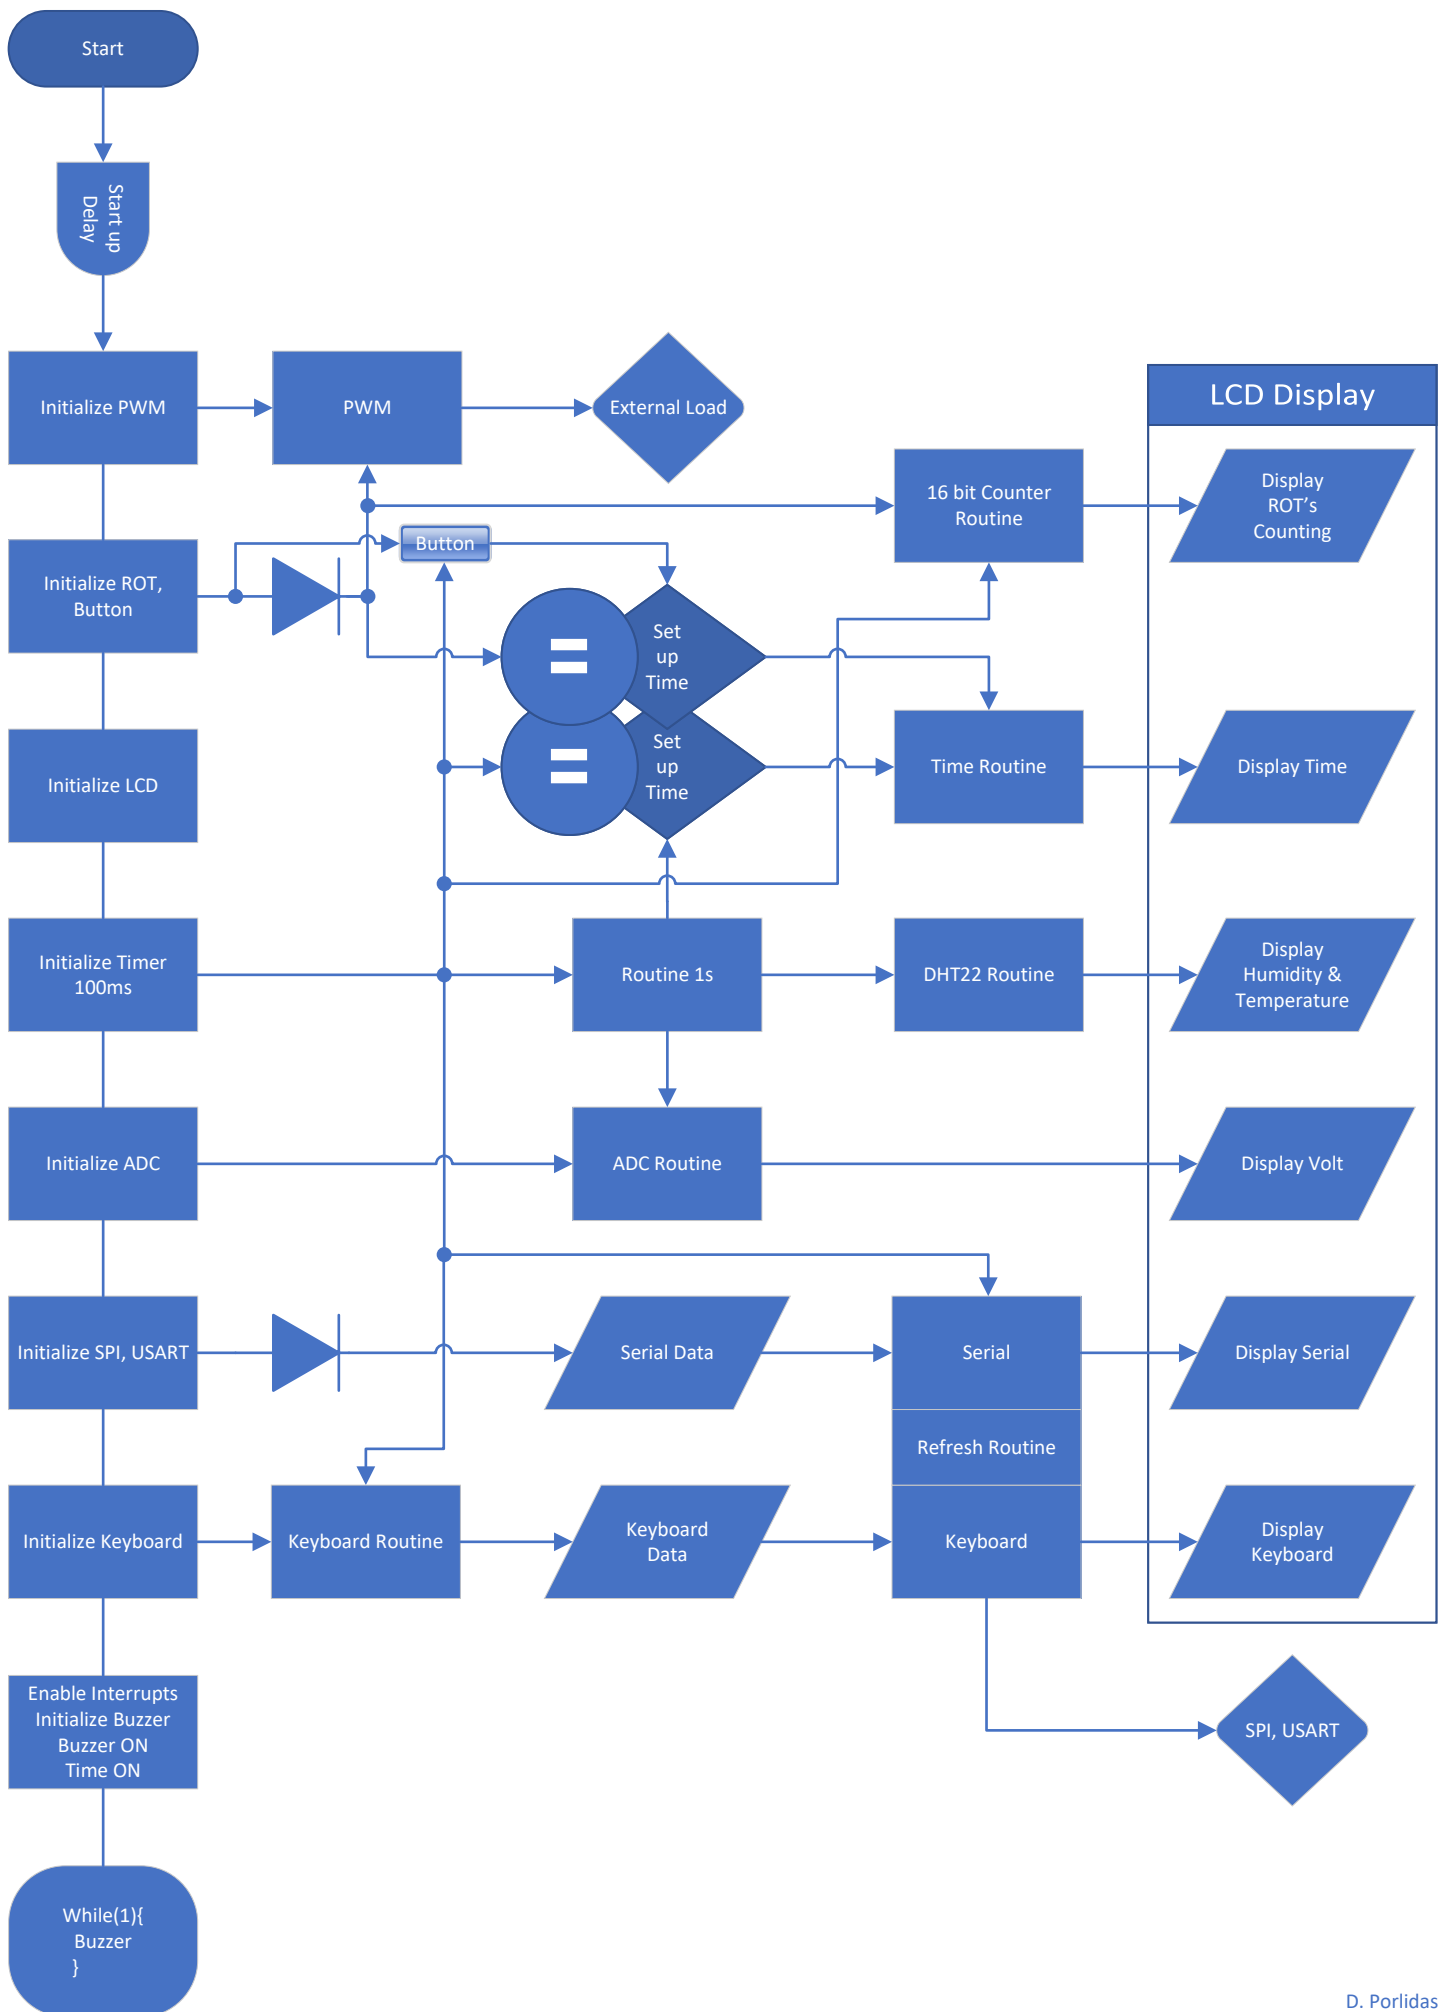 Start
Start up
Delay
Initialize PWM
PWM
External Load
LCD Display
16 bit Counter
Routine
Display
ROT's
Counting
Button
Initialize ROT,
Button
=
Set
up
Time
=
Set
up
Time
Initialize LCD
Time Routine
Display Time
Initialize Timer
100ms
Routine 1s
DHT22 Routine
Display
Humidity &
Temperature
Initialize ADC
ADC Routine
Display Volt
Initialize SPI, USART
Serial Data
Serial
Display Serial
Refresh Routine
Initialize Keyboard
Keyboard Routine
Keyboard
Data
Keyboard
Display
Keyboard
Enable Interrupts
Initialize Buzzer
Buzzer ON
Time ON
SPI, USART
While(1){
Buzzer
}
D. Porlidas